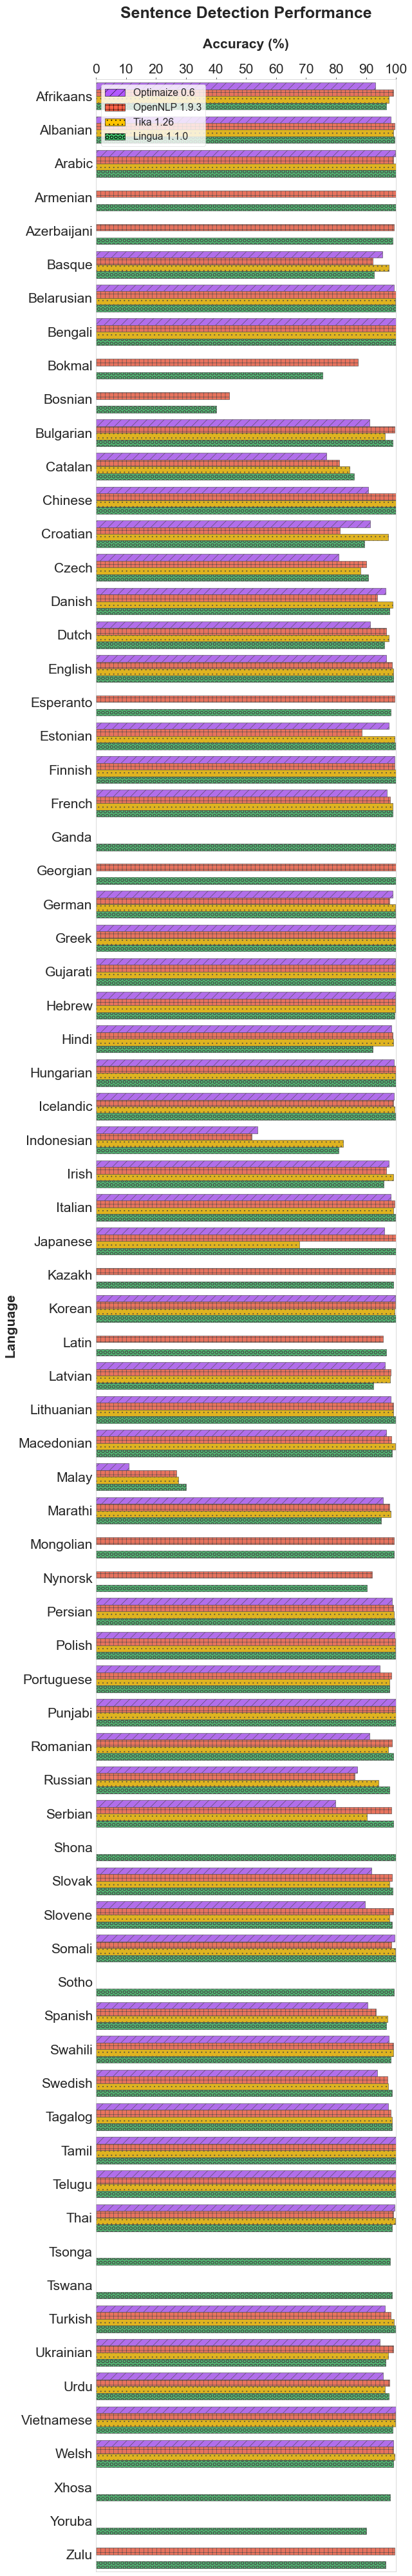 Sentence Detection Performance
Accuracy (%)
0 10 20 30 40 50 60 70 80 90 100
Optimaize 0.6
OpenNLP 1.9.3
Tika 1.26
Lingua 1.1.0
Language
Afrikaans
Albanian
Arabic
Armenian
Azerbaijani
Basque
Belarusian
Bengali
Bokmal
Bosnian
Bulgarian
Catalan
Chinese
Croatian
Czech
Danish
Dutch
English
Esperanto
Estonian
Finnish
French
Ganda
Georgian
German
Greek
Gujarati
Hebrew
Hindi
Hungarian
Icelandic
Indonesian
Irish
Italian
Japanese
Kazakh
Korean
Latin
Latvian
Lithuanian
Macedonian
Malay
Marathi
Mongolian
Nynorsk
Persian
Polish
Portuguese
Punjabi
Romanian
Russian
Serbian
Shona
Slovak
Slovene
Somali
Sotho
Spanish
Swahili
Swedish
Tagalog
Tamil
Telugu
Thai
Tsonga
Tswana
Turkish
Ukrainian
Urdu
Vietnamese
Welsh
Xhosa
Yoruba
Zulu